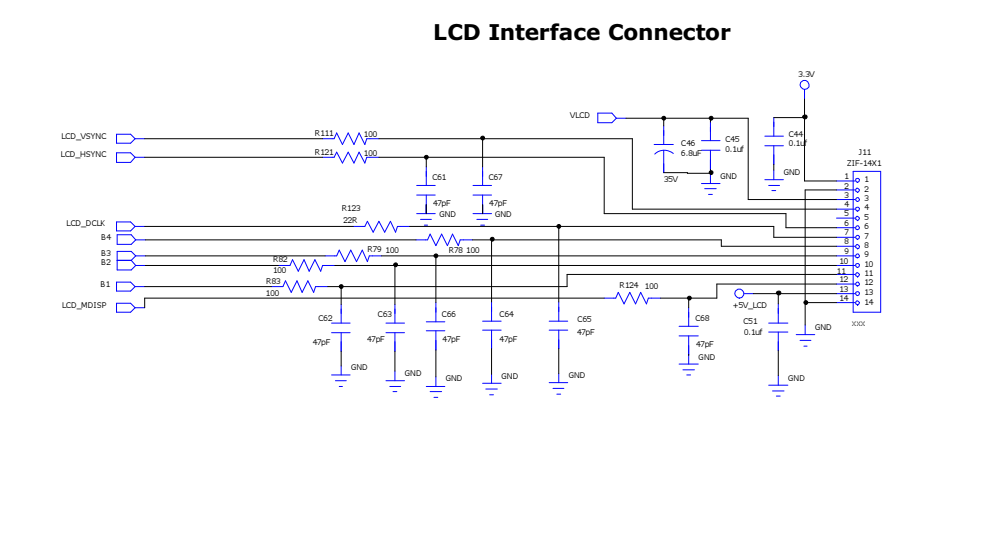 LCD Interface Connector
3.3V
VLCD
LCD_VSYNC
R111
100
LCD_HSYNC
R121
100
C46
6.8uF
35V
C45
0.1uf
GND
C44
0.1uf
GND
J11
ZIF-14X1
C61
47pF
GND
C67
47pF
GND
1 1
2 2
3 3
4 4
5 5
6 6
7 7
8 8
9 9
10 10
11 11
12 12
13 13
14 14
xxx
LCD_DCLK
R123
22R
B4
R78 100
B3
R79 100
B2
R82
100
B1
R83
100
LCD_MDISP
R124 100
+5V_LCD
C62
47pF
GND
C63
47pF
GND
C66
47pF
GND
C64
47pF
GND
C65
47pF
GND
C68
47pF
GND
C51
0.1uf
GND
GND